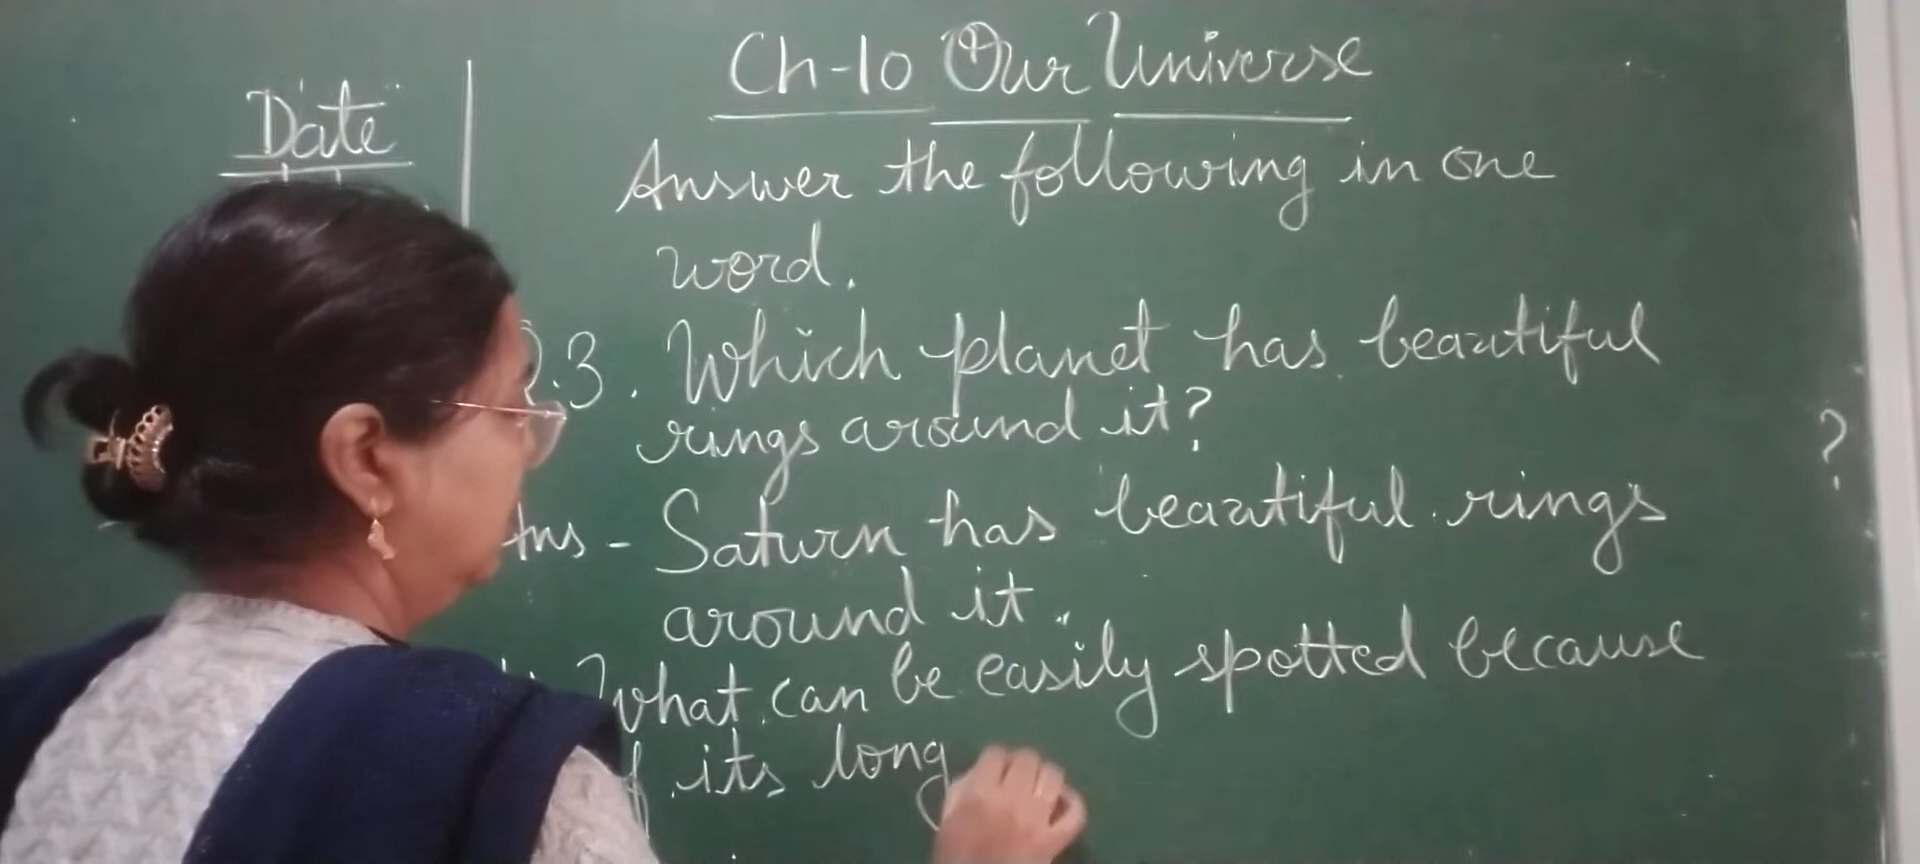 Date
Ch-10 Our Universe
Answer the following in one
word.
Q.3. Which planet has beautiful
rings around it?
?
Ans - Saturn has beautiful rings
around it.
What can be easily spotted because
its long